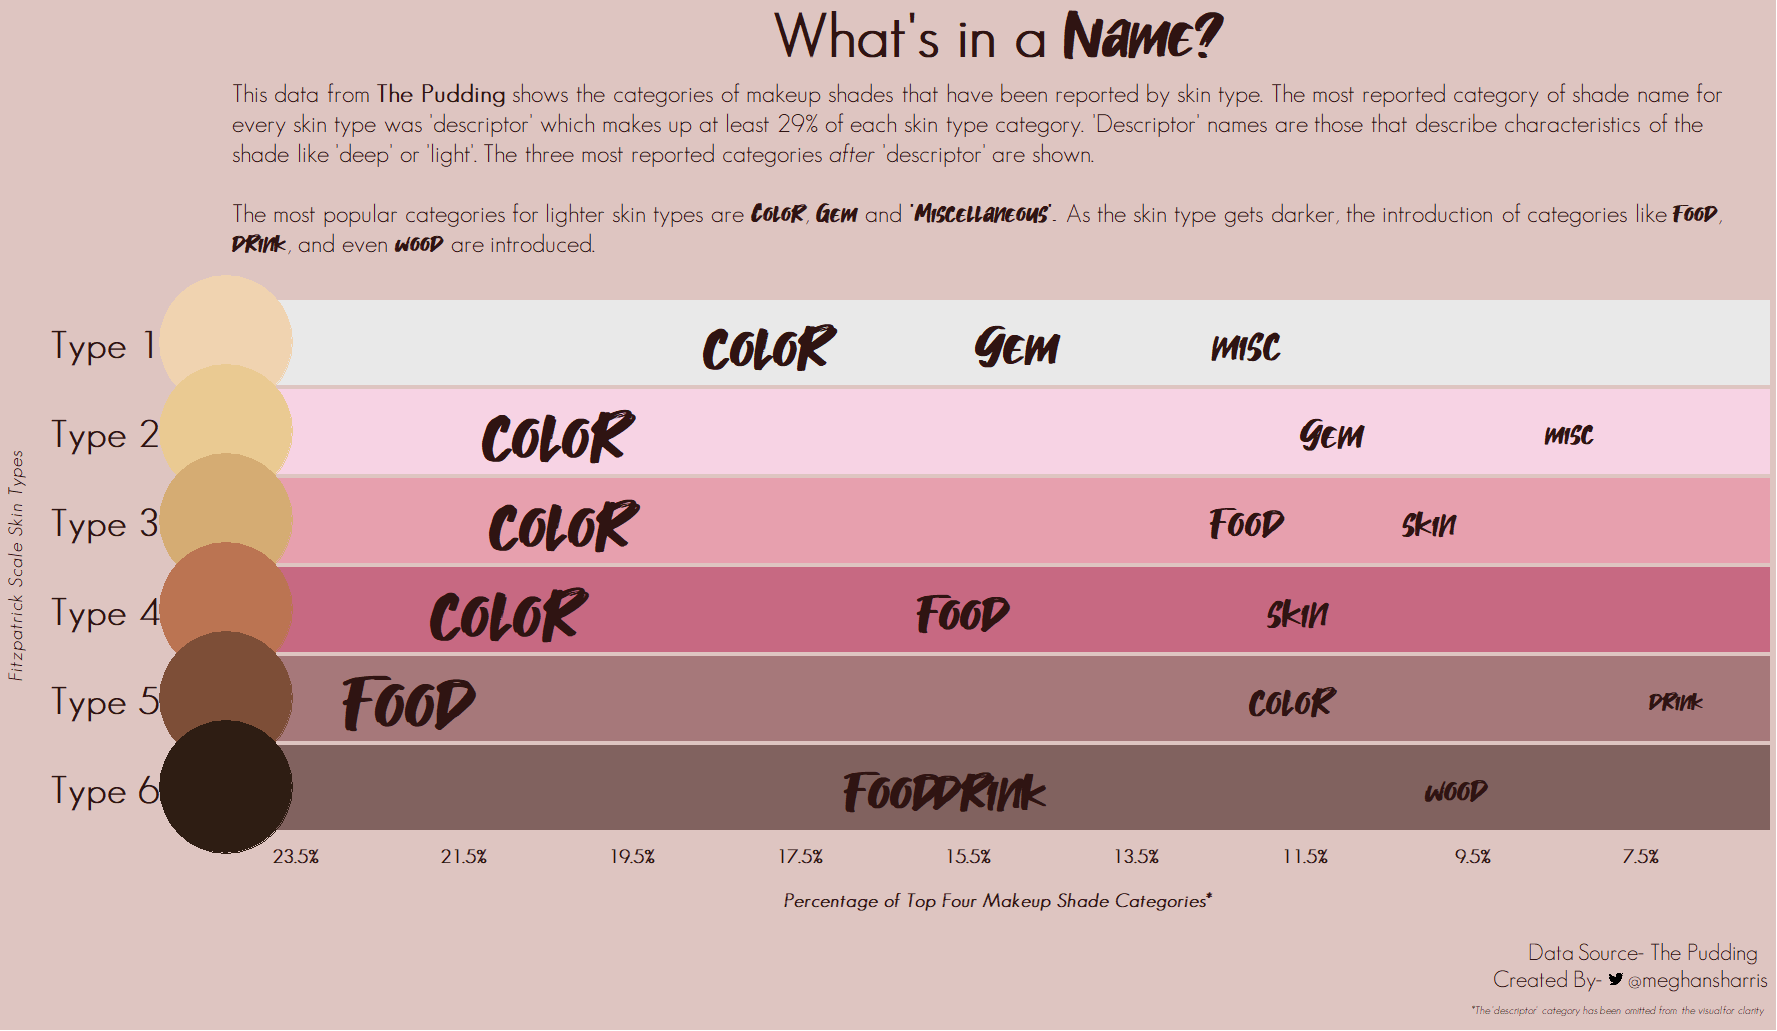 What's in a Name?
This data from The Pudding shows the categories of makeup shades that have been reported by skin type. The most reported category of shade name for
every skin type was 'descriptor' which makes up at least 29% of each skin type category. 'Descriptor' names are those that describe characteristics of the
shade like 'deep' or 'light'. The three most reported categories after 'descriptor' are shown.
The most popular categories for lighter skin types are Color, Gem and 'Miscellaneous'. As the skin type gets darker, the introduction of categories like Food,
Drink, and even Wood are introduced.
Fitzpatrick Scale Skin Types
Type 1 Color Gem misc
Type 2 Color Gem misc
Type 3 Color Food Skin
Type 4 Color Food Skin
Type 5 Food Color Drink
Type 6 Food Drink wood
23.5% 21.5% 19.5% 17.5% 15.5% 13.5% 11.5% 9.5% 7.5%
Percentage of Top Four Makeup Shade Categories*
Data Source- The Pudding
Created By- @meghansharris
*The 'descriptor' category has been omitted from the visual for clarity